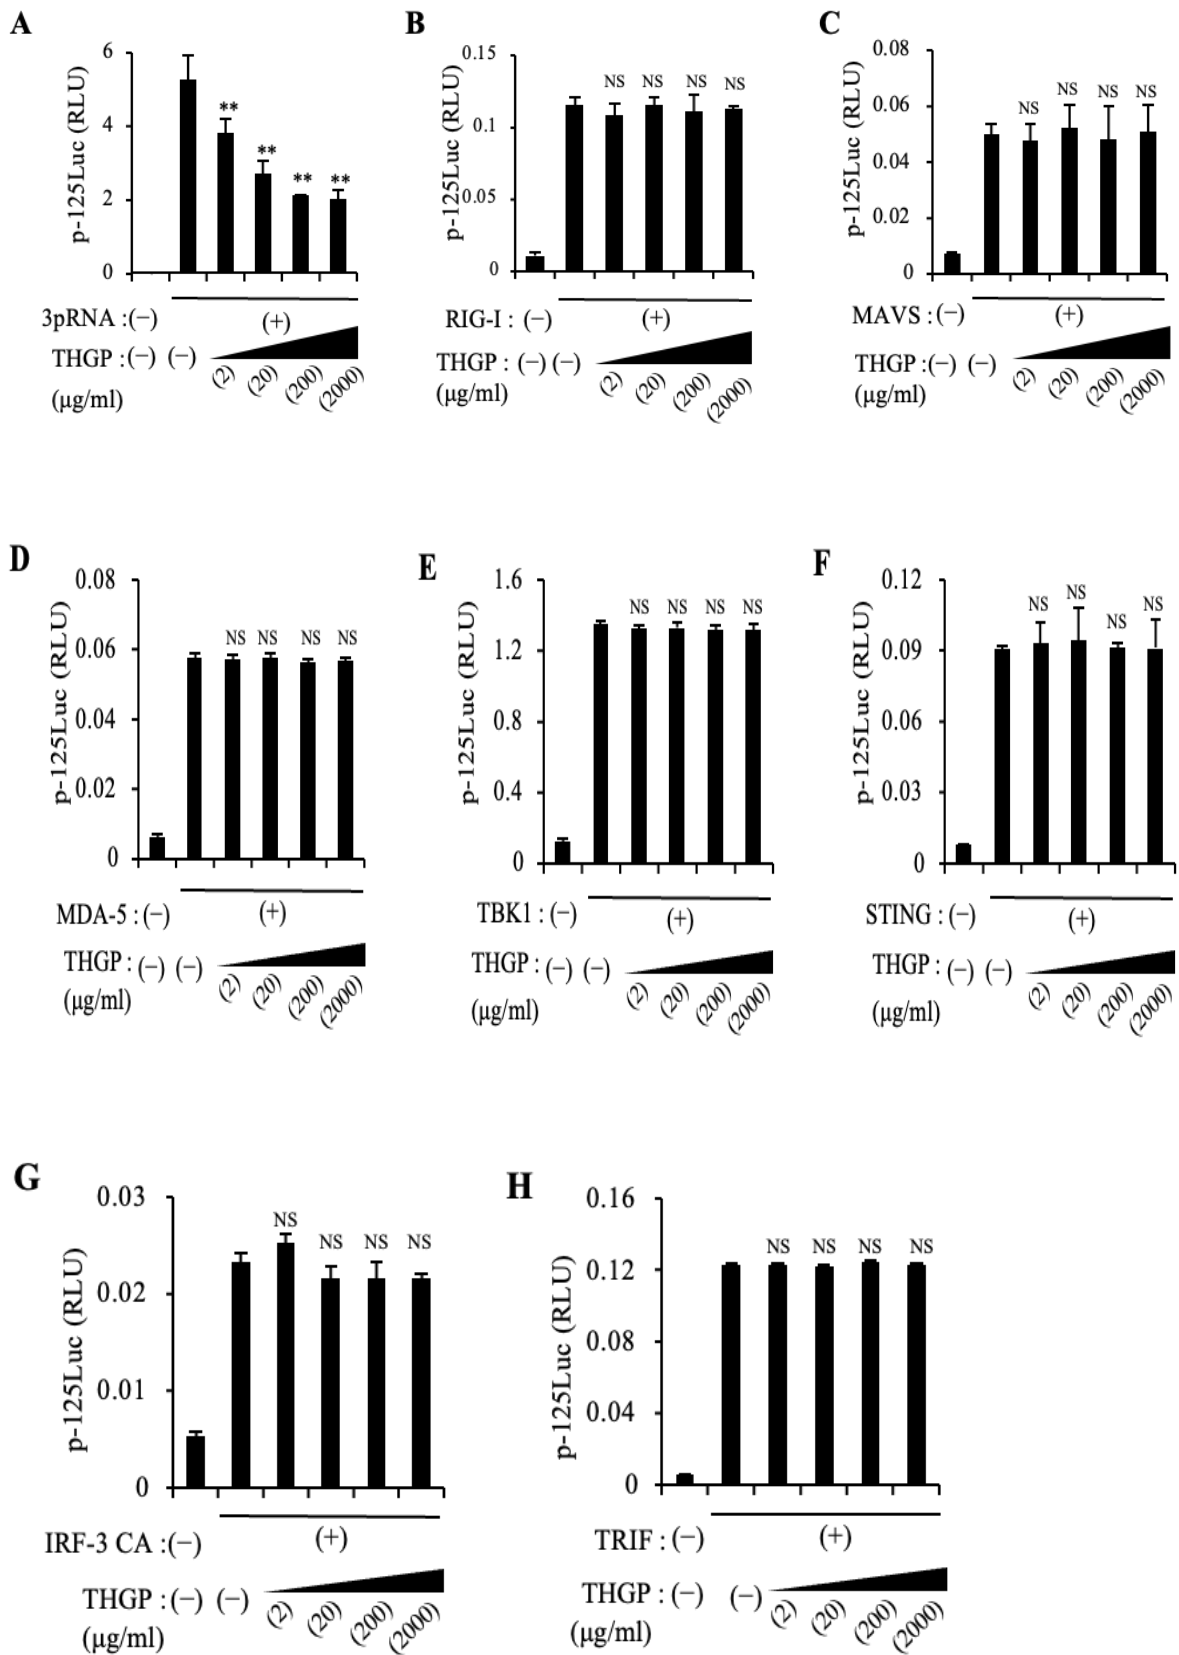 A
p-125Luc (RLU)
6
4
2
0
** ** ** **
3pRNA :(−) (+)
THGP :(−) (−)
(μg/ml) (2) (20) (200) (2000)
B
p-125Luc (RLU)
0.15
0.1
0.05
0
NS NS NS NS
RIG-I : (−) (+)
THGP :(−)(−)
(μg/ml) (2) (20) (200) (2000)
C
p-125Luc (RLU)
0.08
0.06
0.04
0.02
0
NS NS NS NS
MAVS :(−) (+)
THGP :(−) (−)
(μg/ml) (2) (20) (200) (2000)
D
p-125Luc (RLU)
0.08
0.06
0.04
0.02
0
NS NS NS NS
MDA-5 :(−) (+)
THGP :(−) (−)
(μg/ml) (2) (20) (200) (2000)
E
p-125Luc (RLU)
1.6
1.2
0.8
0.4
0
NS NS NS NS
TBK1 :(−) (+)
THGP :(−) (−)
(μg/ml) (2) (20) (200) (2000)
F
p-125Luc (RLU)
0.12
0.09
0.06
0.03
0
NS NS NS NS
STING :(−) (+)
THGP :(−) (−)
(μg/ml) (2) (20) (200) (2000)
G
p-125Luc (RLU)
0.03
0.02
0.01
0
NS NS NS NS
IRF-3 CA :(−) (+)
THGP :(−) (−)
(μg/ml) (2) (20) (200) (2000)
H
p-125Luc (RLU)
0.16
0.12
0.08
0.04
0
NS NS NS NS
TRIF : (−) (+)
THGP : (−) (−)
(μg/ml) (2) (20) (200) (2000)